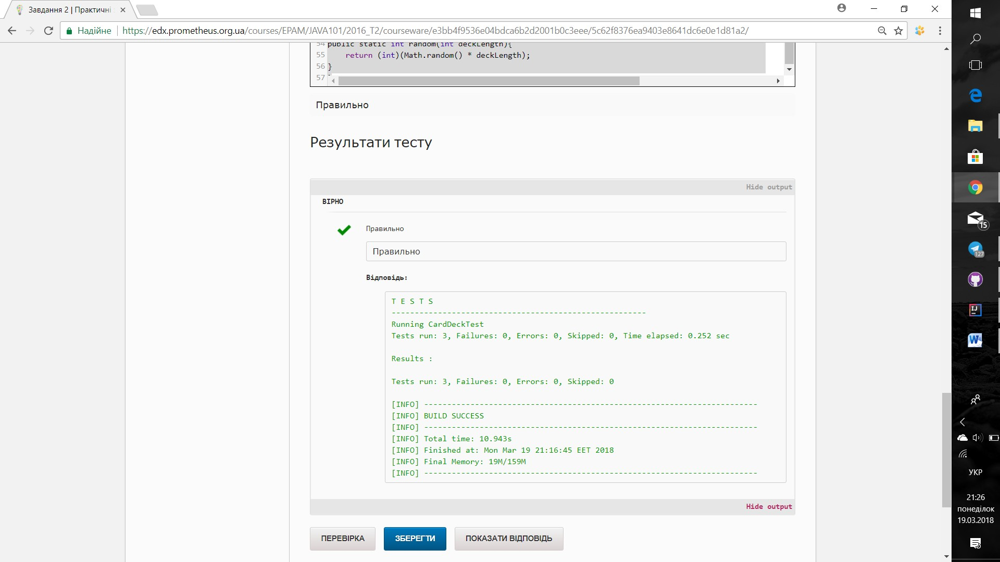 Завдання 2 | Практичні
Надійне
https://edx.prometheus.org.ua/courses/EPAM/JAVA101/2016_T2/courseware/e3bb4f9536e04bdca6b2d2001b0c3eee/5c62f8376ea9403e8641dc6e0e1d81a2/
54 public static int random(int deckLength){
55 return (int)(Math.random() * deckLength);
56 }
57
Правильно
Результати тесту
Hide output
ВІРНО
Правильно
Правильно
Відповідь:
T E S T S
-------------------------------------------------------
Running CardDeckTest
Tests run: 3, Failures: 0, Errors: 0, Skipped: 0, Time elapsed: 0.252 sec
Results :
Tests run: 3, Failures: 0, Errors: 0, Skipped: 0
[INFO] ------------------------------------------------------------------------
[INFO] BUILD SUCCESS
[INFO] ------------------------------------------------------------------------
[INFO] Total time: 10.943s
[INFO] Finished at: Mon Mar 19 21:16:45 EET 2018
[INFO] Final Memory: 19M/159M
[INFO] ------------------------------------------------------------------------
Hide output
ПЕРЕВІРКА
ЗБЕРЕГТИ
ПОКАЗАТИ ВІДПОВІДЬ
15
127
IJ
W
УКР
21:26
понеділок
19.03.2018